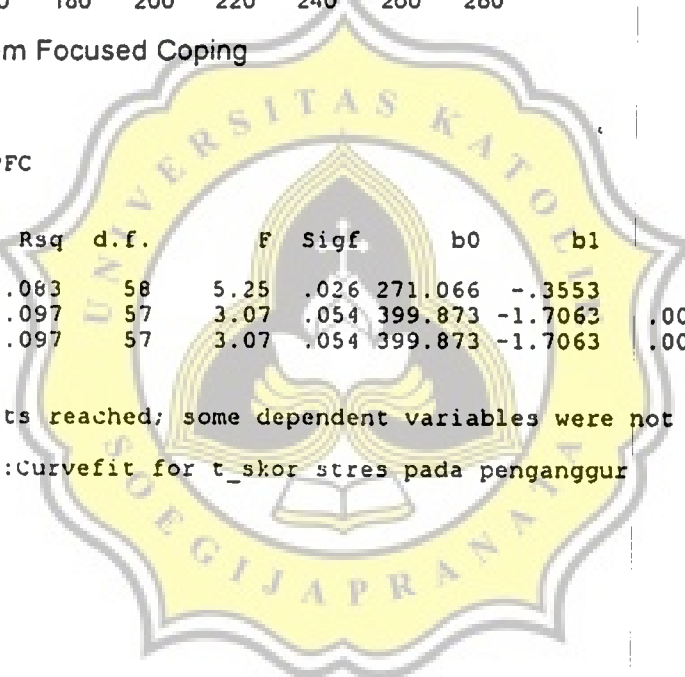 180 200 220 240 260 280
m Focused Coping
UNIVERSITAS KATOLIK
PFC
Rsq d.f. F Sigf b0 b1
.083 58 5.25 .026 271.066 -.3553
.097 57 3.07 .054 399.873 -1.7063 .00
.097 57 3.07 .054 399.873 -1.7063 .00
ts reached; some dependent variables were not
:Curvefit for t_skor stres pada penganggur
SOEGIJAPRANATA